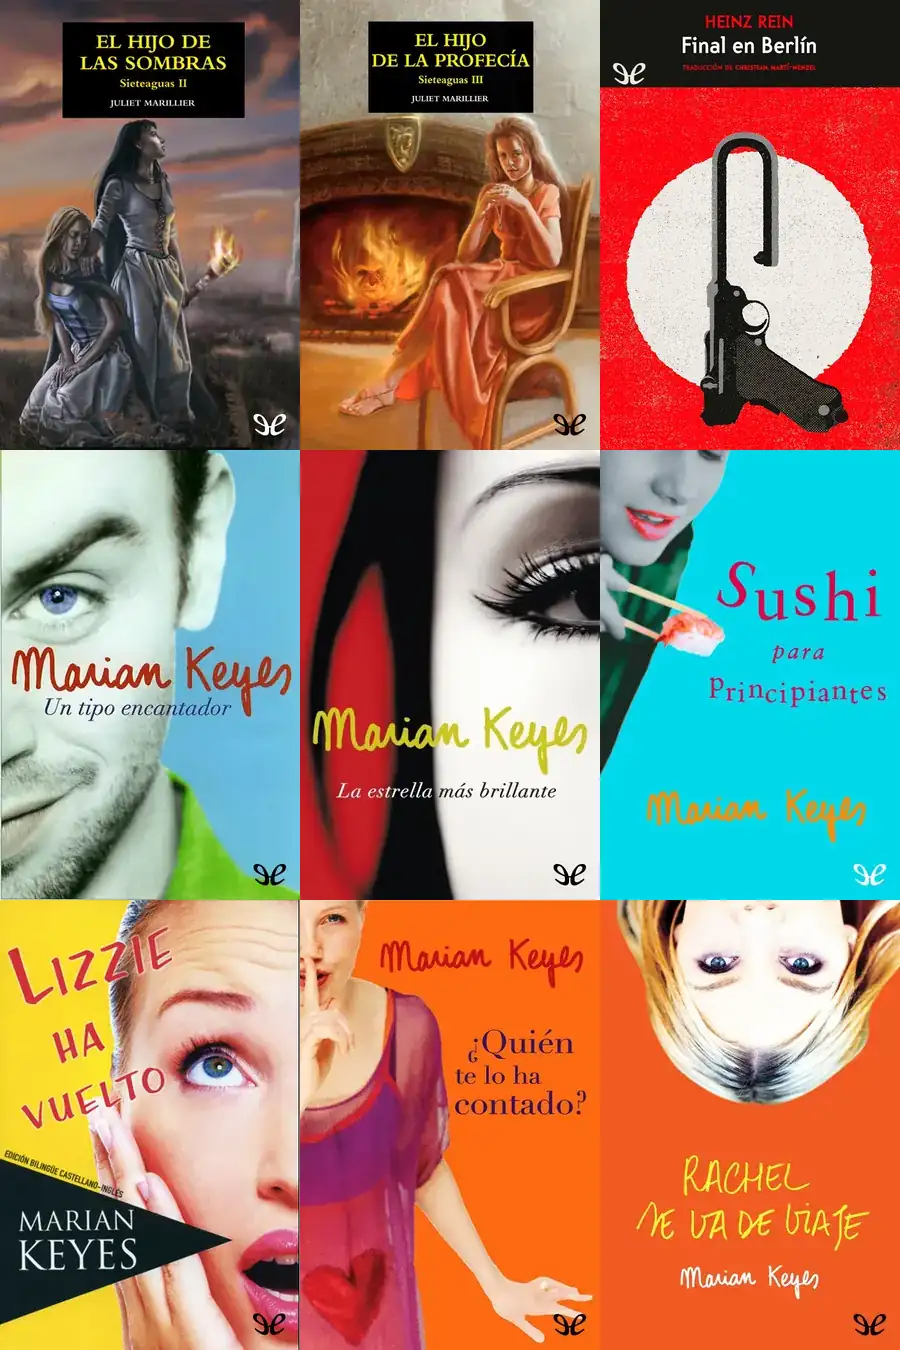 EL HIJO DE
LAS SOMBRAS
Sieteaguas II
JULIET MARILLIER
EL HIJO
DE LA PROFECÍA
Sieteaguas III
JULIET MARILLIER
HEINZ REIN
Final en Berlín
TRADUCCIÓN DE CHRISTIAN MARTÍ-MENZEL
Marian Keyes
Un tipo encantador
Marian Keyes
La estrella más brillante
Sushi
para
principiantes
Marian Keyes
LIZZIE
HA
VUELTO
EDICIÓN BILINGÜE CASTELLANO-INGLÉS
MARIAN
KEYES
Marian Keyes
¿Quién
te lo ha
contado?
RACHEL
SE VA DE VIAJE
Marian Keyes